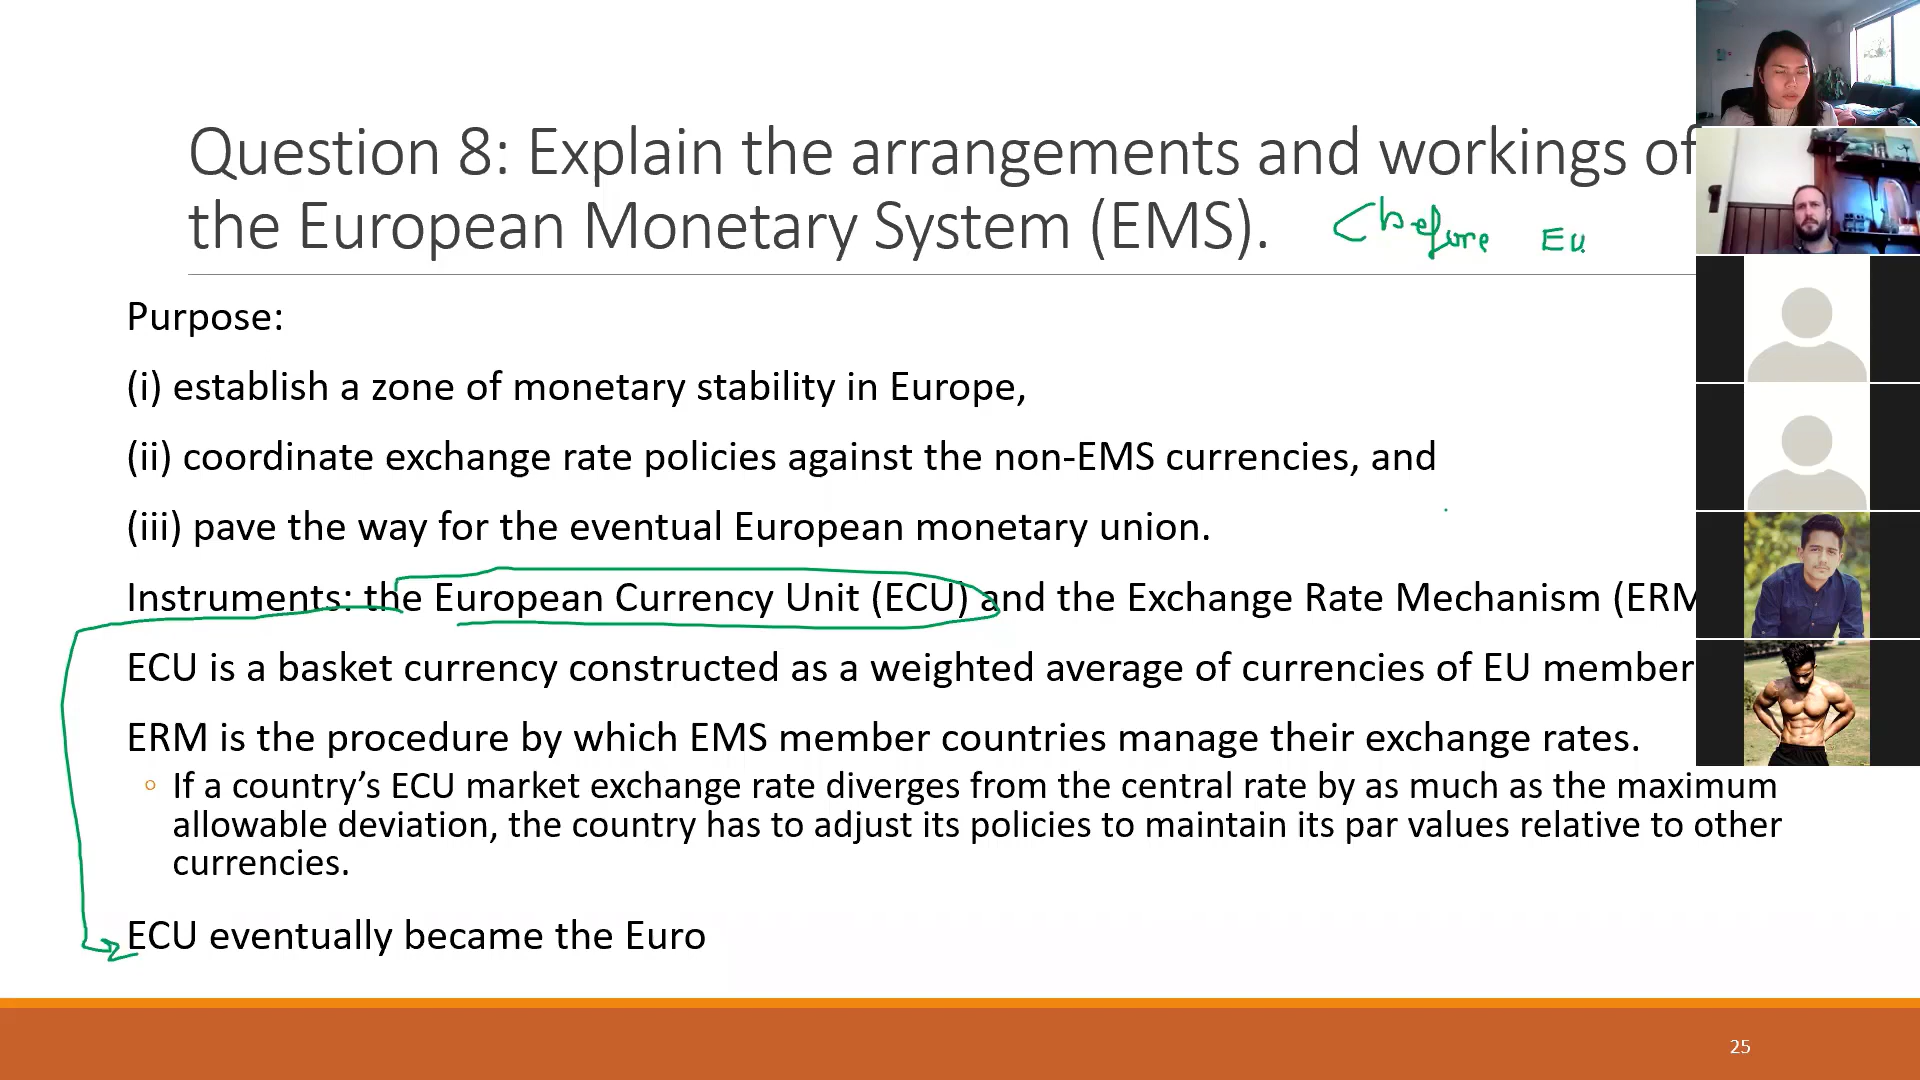 Question 8: Explain the arrangements and workings of
the European Monetary System (EMS). <before Eu
Purpose:
(i) establish a zone of monetary stability in Europe,
(ii) coordinate exchange rate policies against the non-EMS currencies, and
(iii) pave the way for the eventual European monetary union.
Instruments: the European Currency Unit (ECU) and the Exchange Rate Mechanism (ERM
ECU is a basket currency constructed as a weighted average of currencies of EU member
ERM is the procedure by which EMS member countries manage their exchange rates.
◦ If a country’s ECU market exchange rate diverges from the central rate by as much as the maximum
allowable deviation, the country has to adjust its policies to maintain its par values relative to other
currencies.
ECU eventually became the Euro
25